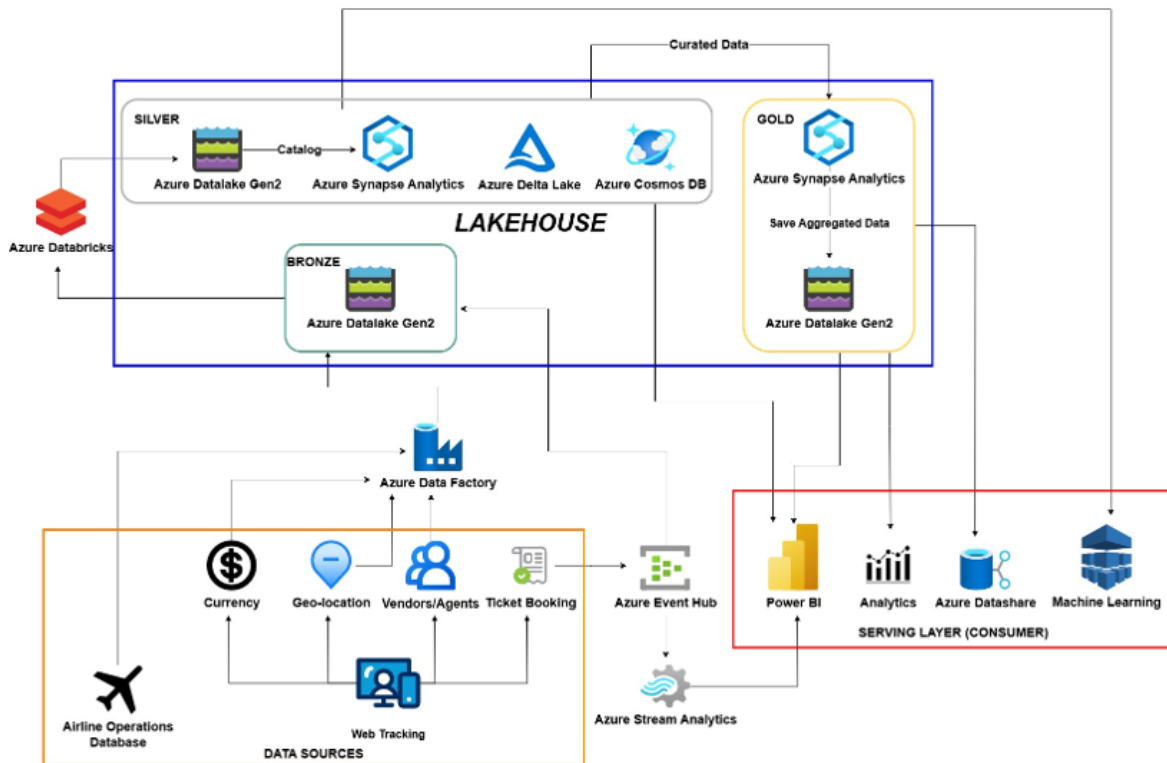 Curated Data
SILVER
GOLD
Catalog
Azure Datalake Gen2
Azure Synapse Analytics
Azure Delta Lake
Azure Cosmos DB
Azure Synapse Analytics
LAKEHOUSE
Save Aggregated Data
Azure Databricks
BRONZE
Azure Datalake Gen2
Azure Datalake Gen2
Azure Data Factory
Currency
Geo-location
Vendors/Agents
Ticket Booking
Azure Event Hub
Power BI
Analytics
Azure Datashare
Machine Learning
SERVING LAYER (CONSUMER)
Airline Operations
Database
Web Tracking
Azure Stream Analytics
DATA SOURCES